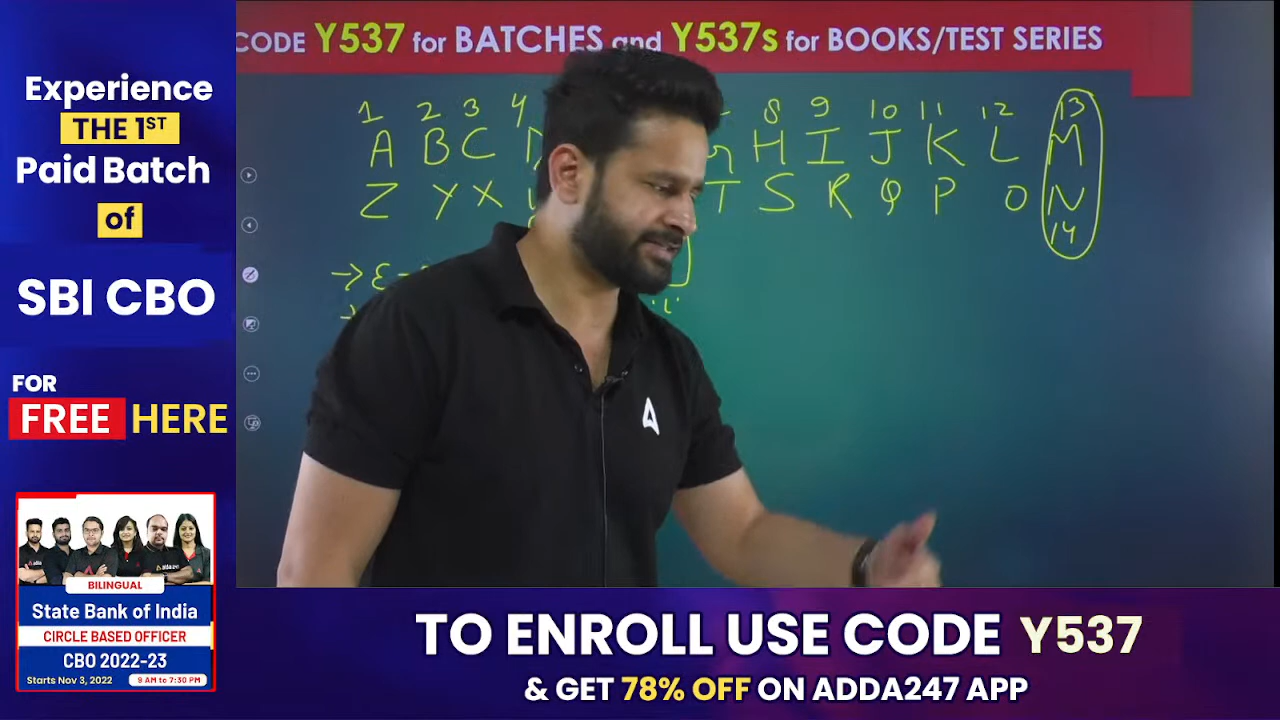 CODE Y537 for BATCHES and Y537s for BOOKS/TEST SERIES
Experience
THE 1ST
Paid Batch
of
SBI CBO
FOR
FREE HERE
1 2 3 4 8 9 10 11 12 13
A B C H I J K L M
Z Y X T S R Q P O N
14
BILINGUAL
State Bank of India
CIRCLE BASED OFFICER
CBO 2022-23
Starts Nov 3, 2022 9 AM to 7:30 PM
TO ENROLL USE CODE Y537
& GET 78% OFF ON ADDA247 APP